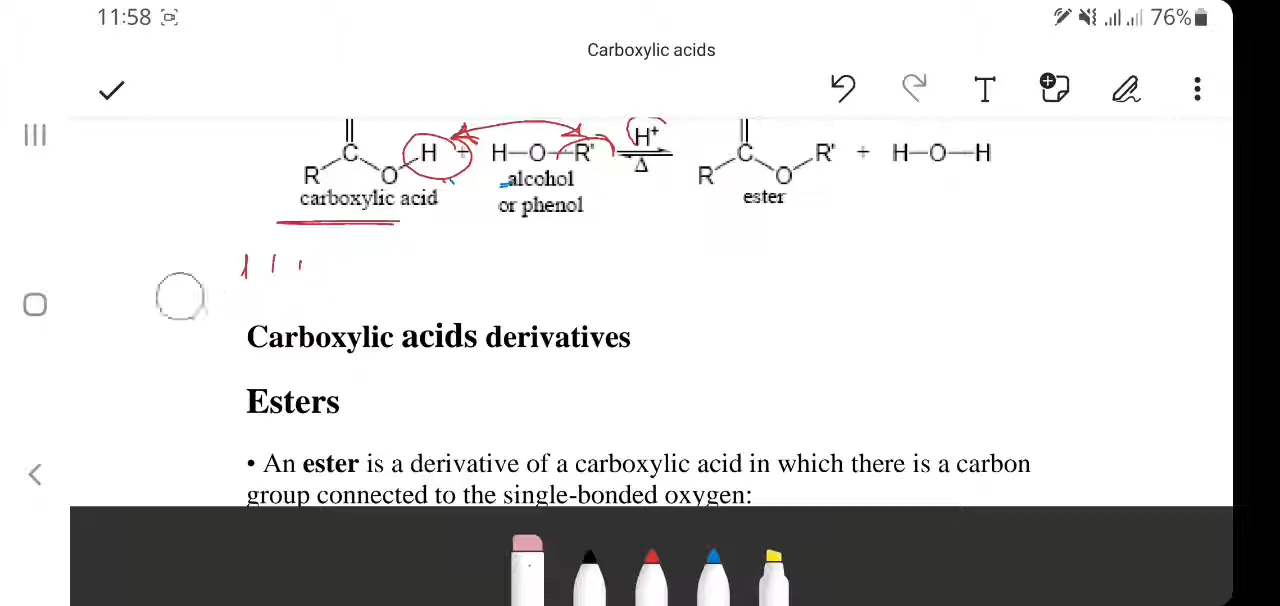 11:58 76%
Carboxylic acids
T
C O H + H—O—R' H⁺ Δ C O R' + H—O—H
R R
carboxylic acid alcohol or phenol ester
Carboxylic acids derivatives
Esters
• An ester is a derivative of a carboxylic acid in which there is a carbon
group connected to the single-bonded oxygen: